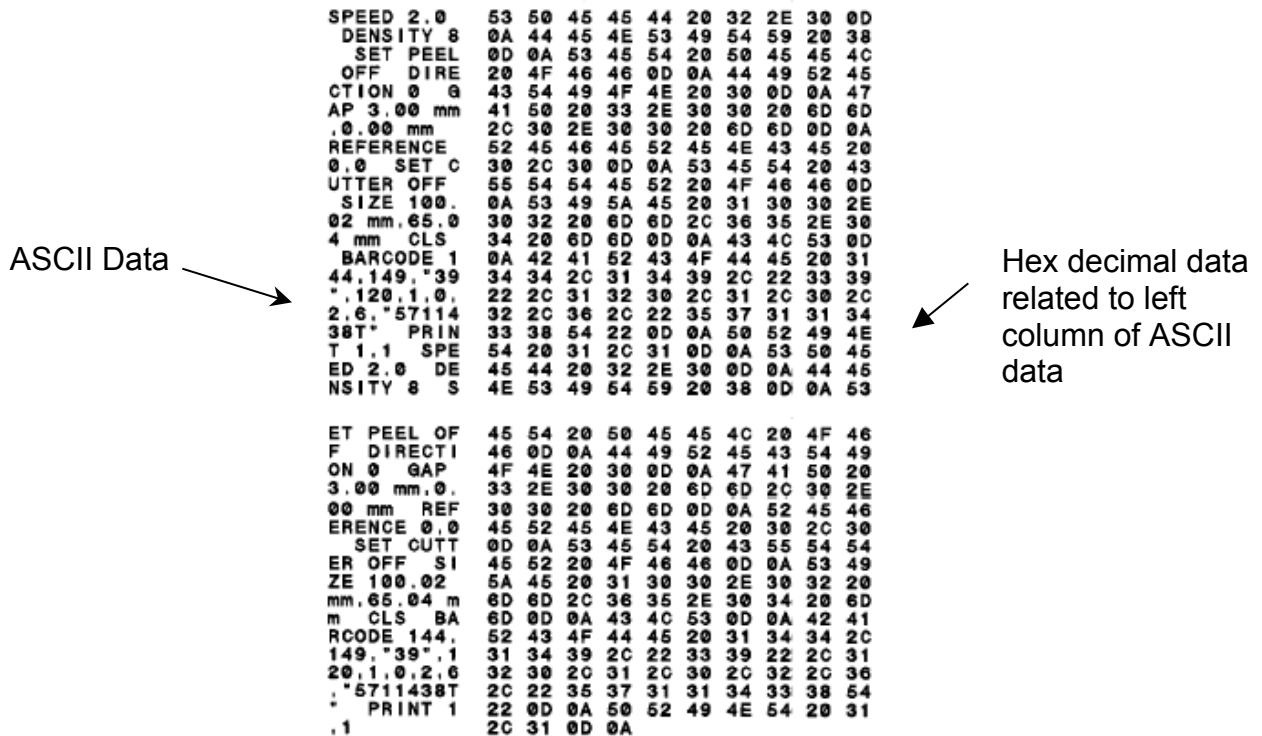 SPEED 2.0 53 50 45 45 44 20 32 2E 30 0D
DENSITY 8 0A 44 45 4E 53 49 54 59 20 38
SET PEEL 0D 0A 53 45 54 20 50 45 45 4C
OFF DIRE 20 4F 46 46 0D 0A 44 49 52 45
CTION 0 G 43 54 49 4F 4E 20 30 0D 0A 47
AP 3.00 mm 41 50 20 33 2E 30 30 20 6D 6D
,0.00 mm 2C 30 2E 30 30 20 6D 6D 0D 0A
REFERENCE 52 45 46 45 52 45 4E 43 45 20
0,0 SET C 30 2C 30 0D 0A 53 45 54 20 43
UTTER OFF 55 54 54 45 52 20 4F 46 46 0D
SIZE 100. 0A 53 49 5A 45 20 31 30 30 2E
02 mm,65.0 30 32 20 6D 6D 2C 36 35 2E 30
4 mm CLS 34 20 6D 6D 0D 0A 43 4C 53 0D
BARCODE 1 0A 42 41 52 43 4F 44 45 20 31
44,149,"39 34 34 2C 31 34 39 2C 22 33 39
",120,1,0, 22 2C 31 32 30 2C 31 2C 30 2C
2,6,"57114 32 2C 36 2C 22 35 37 31 31 34
38T" PRIN 33 38 54 22 0D 0A 50 52 49 4E
T 1,1 SPE 54 20 31 2C 31 0D 0A 53 50 45
ED 2.0 DE 45 44 20 32 2E 30 0D 0A 44 45
NSITY 8 S 4E 53 49 54 59 20 38 0D 0A 53
ET PEEL OF 45 54 20 50 45 45 4C 20 4F 46
F DIRECTI 46 0D 0A 44 49 52 45 43 54 49
ON 0 GAP 4F 4E 20 30 0D 0A 47 41 50 20
3.00 mm,0. 33 2E 30 30 20 6D 6D 2C 30 2E
00 mm REF 30 30 20 6D 6D 0D 0A 52 45 46
ERENCE 0,0 45 52 45 4E 43 45 20 30 2C 30
SET CUTT 0D 0A 53 45 54 20 43 55 54 54
ER OFF SI 45 52 20 4F 46 46 0D 0A 53 49
ZE 100.02 5A 45 20 31 30 30 2E 30 32 20
mm,65.04 m 6D 6D 2C 36 35 2E 30 34 20 6D
m CLS BA 6D 0D 0A 43 4C 53 0D 0A 42 41
RCODE 144, 52 43 4F 44 45 20 31 34 34 2C
149,"39",1 31 34 39 2C 22 33 39 22 2C 31
20,1,0,2,6 32 30 2C 31 2C 30 2C 32 2C 36
,"5711438T 2C 22 35 37 31 31 34 33 38 54
" PRINT 1 22 0D 0A 50 52 49 4E 54 20 31
,1 2C 31 0D 0A
ASCII Data
Hex decimal data
related to left
column of ASCII
data